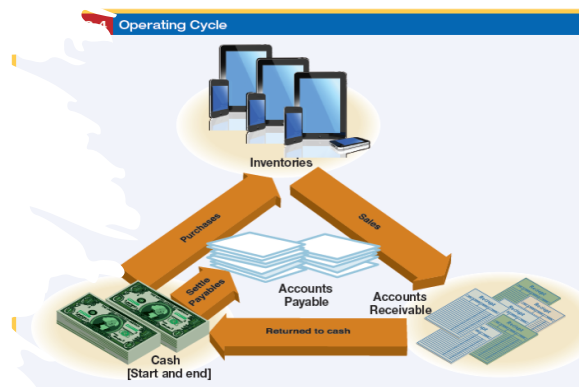 Operating Cycle
Inventories
Purchases
Sales
Settle
Payables
Accounts
Payable
Accounts
Receivable
Returned to cash
Cash
[Start and end]